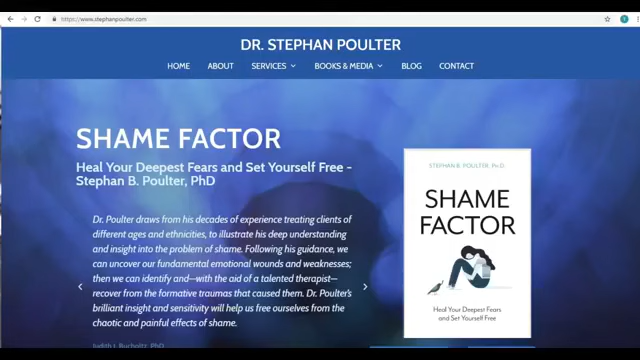 https://www.stephanpoulter.com
DR. STEPHAN POULTER
HOME ABOUT SERVICES BOOKS & MEDIA BLOG CONTACT
SHAME FACTOR
Heal Your Deepest Fears and Set Yourself Free -
Stephan B. Poulter, PhD
Dr. Poulter draws from his decades of experience treating clients of
different ages and ethnicities, to illustrate his deep understanding
and insight into the problem of shame. Following his guidance, we
can uncover our fundamental emotional wounds and weaknesses;
then we can identify and—with the aid of a talented therapist—
recover from the formative traumas that caused them. Dr. Poulter's
brilliant insight and sensitivity will help us free ourselves from the
chaotic and painful effects of shame.
Judith J. Bucholtz, PhD
STEPHAN B. POULTER, Ph.D.
SHAME
FACTOR
Heal Your Deepest Fears
and Set Yourself Free